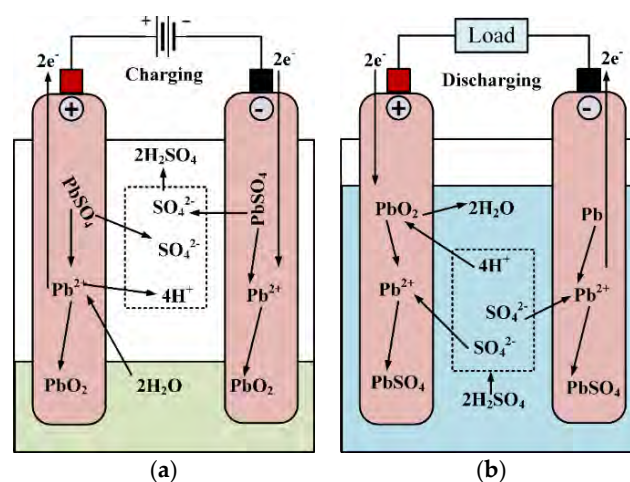 + −
2e⁻ 2e⁻
Charging
+ -
2H₂SO₄
PbSO₄ SO₄²⁻ PbSO₄
SO₄²⁻
Pb²⁺ 4H⁺ Pb²⁺
PbO₂ 2H₂O PbO₂
(a)
Load
2e⁻ 2e⁻
Discharging
+ -
PbO₂ 2H₂O Pb
4H⁺
Pb²⁺ SO₄²⁻ Pb²⁺
SO₄²⁻
PbSO₄ 2H₂SO₄ PbSO₄
(b)